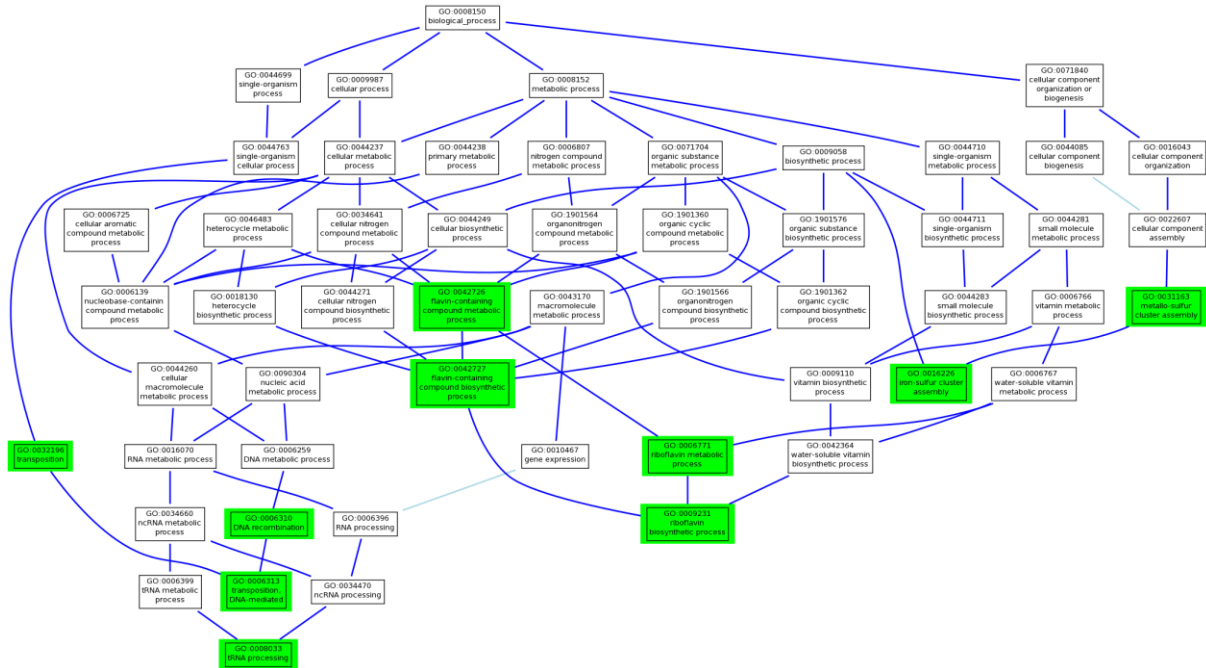 GO:0008150
biological_process
GO:0044699
single-organism
process
GO:0009987
cellular process
GO:0008152
metabolic process
GO:0071840
cellular component
organization or
biogenesis
GO:0044763
single-organism
cellular process
GO:0044237
cellular metabolic
process
GO:0044238
primary metabolic
process
GO:0006807
nitrogen compound
metabolic process
GO:0071704
organic substance
metabolic process
GO:0009058
biosynthetic process
GO:0044710
single-organism
metabolic process
GO:0044085
cellular component
biogenesis
GO:0016043
cellular component
organization
GO:0006725
cellular aromatic
compound metabolic
process
GO:0046483
heterocycle metabolic
process
GO:0034641
cellular nitrogen
compound metabolic
process
GO:0044249
cellular biosynthetic
process
GO:1901564
organonitrogen
compound metabolic
process
GO:1901360
organic cyclic
compound metabolic
process
GO:1901576
organic substance
biosynthetic process
GO:0044711
single-organism
biosynthetic process
GO:0044281
small molecule
metabolic process
GO:0022607
cellular component
assembly
GO:0006139
nucleobase-containin
compound metabolic
process
GO:0018130
heterocycle
biosynthetic process
GO:0044271
cellular nitrogen
compound biosynthetic
process
GO:0042726
flavin-containing
compound metabolic
process
GO:0043170
macromolecule
metabolic process
GO:1901566
organonitrogen
compound biosynthetic
process
GO:1901362
organic cyclic
compound biosynthetic
process
GO:0044283
small molecule
biosynthetic process
GO:0006766
vitamin metabolic
process
GO:0031163
metallo-sulfur
cluster assembly
GO:0044260
cellular
macromolecule
metabolic process
GO:0090304
nucleic acid
metabolic process
GO:0042727
flavin-containing
compound biosynthetic
process
GO:0009110
vitamin biosynthetic
process
GO:0016226
iron-sulfur cluster
assembly
GO:0006767
water-soluble vitamin
metabolic process
GO:0032196
transposition
GO:0016070
RNA metabolic process
GO:0006259
DNA metabolic process
GO:0010467
gene expression
GO:0006771
riboflavin metabolic
process
GO:0042364
water-soluble vitamin
biosynthetic process
GO:0034660
ncRNA metabolic
process
GO:0006310
DNA recombination
GO:0006396
RNA processing
GO:0009231
riboflavin
biosynthetic process
GO:0006399
tRNA metabolic
process
GO:0006313
transposition,
DNA-mediated
GO:0034470
ncRNA processing
GO:0008033
tRNA processing